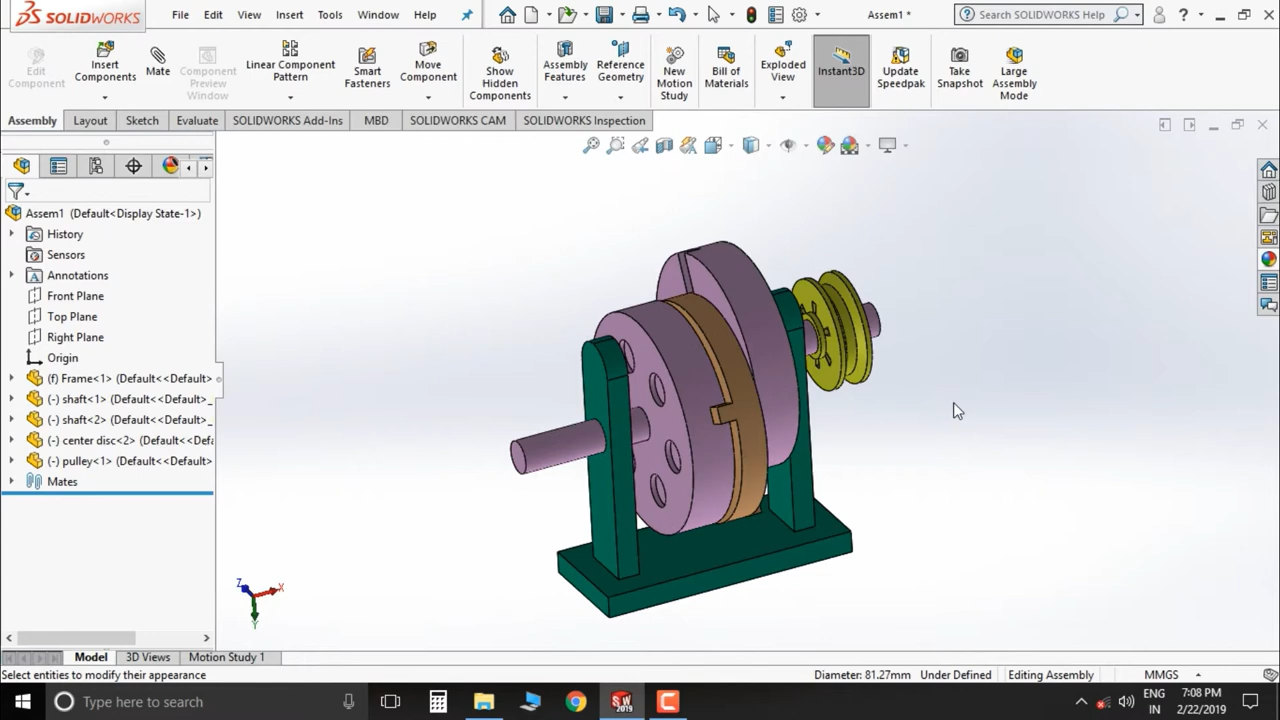 SOLIDWORKS
File Edit View Insert Tools Window Help
Assem1 *
Search SOLIDWORKS Help
?
Edit Component
Insert Components
Mate
Component Preview Window
Linear Component Pattern
Smart Fasteners
Move Component
Show Hidden Components
Assembly Features
Reference Geometry
New Motion Study
Bill of Materials
Exploded View
Instant3D
Update Speedpak
Take Snapshot
Large Assembly Mode
Assembly Layout Sketch Evaluate SOLIDWORKS Add-Ins MBD SOLIDWORKS CAM SOLIDWORKS Inspection
Assem1 (Default<Display State-1>)
History
Sensors
Annotations
Front Plane
Top Plane
Right Plane
Origin
(f) Frame<1> (Default<<Default>
(-) shaft<1> (Default<<Default>_
(-) shaft<2> (Default<<Default>_
(-) center disc<2> (Default<<Defa
(-) pulley<1> (Default<<Default>
Mates
Z X Y
Model 3D Views Motion Study 1
Select entities to modify their appearance
Diameter: 81.27mm Under Defined Editing Assembly MMGS
Type here to search
SW 2019
ENG 7:08 PM
IN 2/22/2019